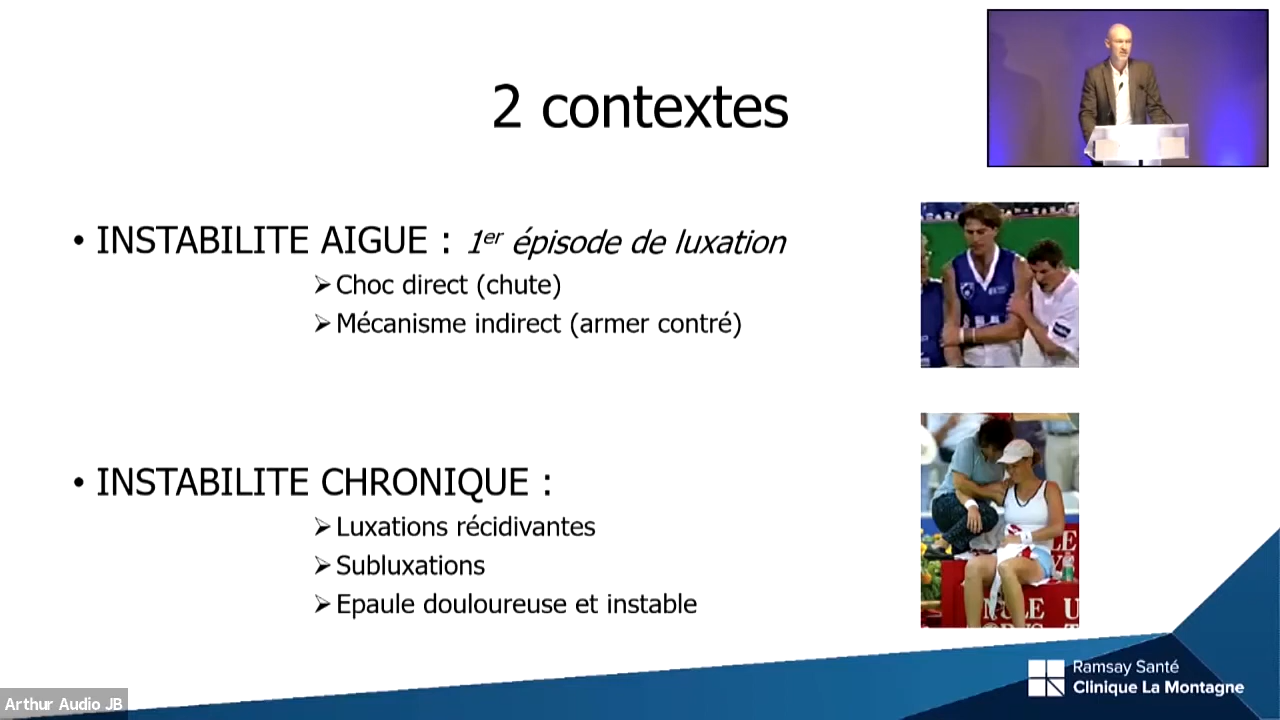 2 contextes
• INSTABILITE AIGUE : 1er épisode de luxation
➢ Choc direct (chute)
➢ Mécanisme indirect (armer contré)
• INSTABILITE CHRONIQUE :
➢ Luxations récidivantes
➢ Subluxations
➢ Epaule douloureuse et instable
Ramsay Santé
Clinique La Montagne
Arthur Audio JB